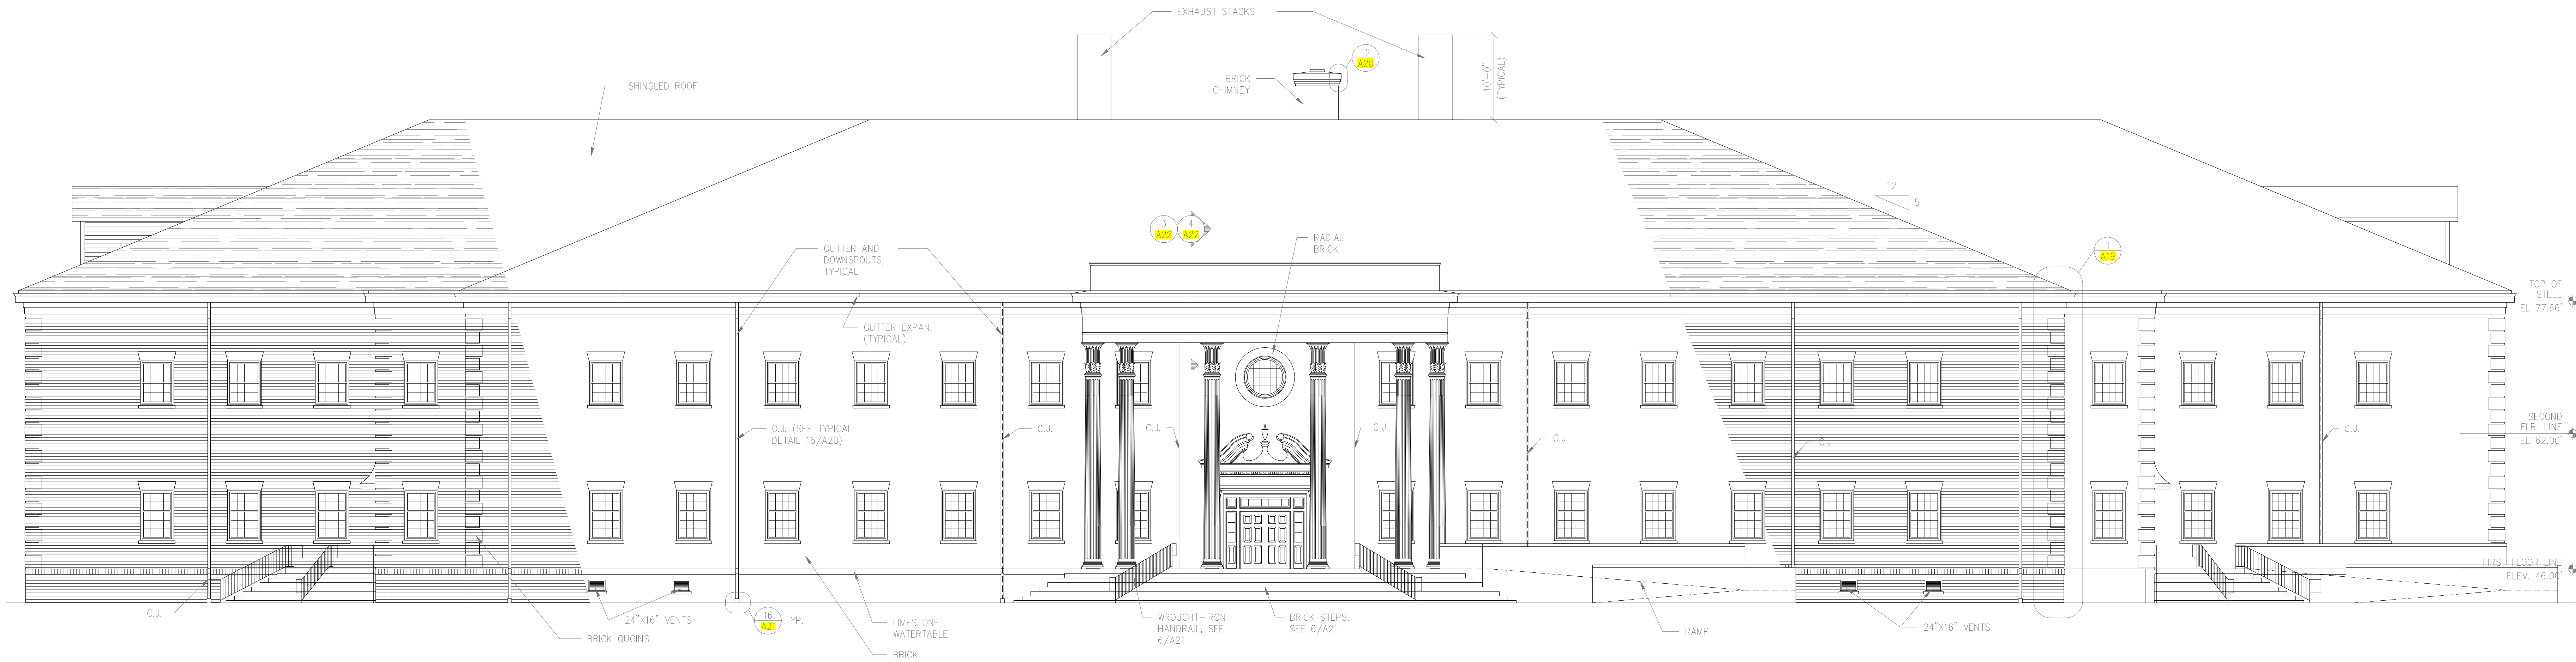 EXHAUST STACKS
12
A20
10'-0"
(TYPICAL)
BRICK
CHIMNEY
SHINGLED ROOF
12
5
3
A22
4
A22
RADIAL
BRICK
GUTTER AND
DOWNSPOUTS,
TYPICAL
1
A19
TOP OF
STEEL
EL 77.66'
GUTTER EXPAN.
(TYPICAL)
C.J. (SEE TYPICAL
DETAIL 16/A20)
C.J.
C.J.
C.J.
C.J.
C.J.
C.J.
SECOND
FLR. LINE
EL 62.00'
FIRST FLOOR LINE
ELEV. 46.00'
C.J.
24"X16" VENTS
BRICK QUOINS
16
A21
TYP.
LIMESTONE
WATERTABLE
BRICK
WROUGHT-IRON
HANDRAIL, SEE
6/A21
BRICK STEPS,
SEE 6/A21
RAMP
24"X16" VENTS